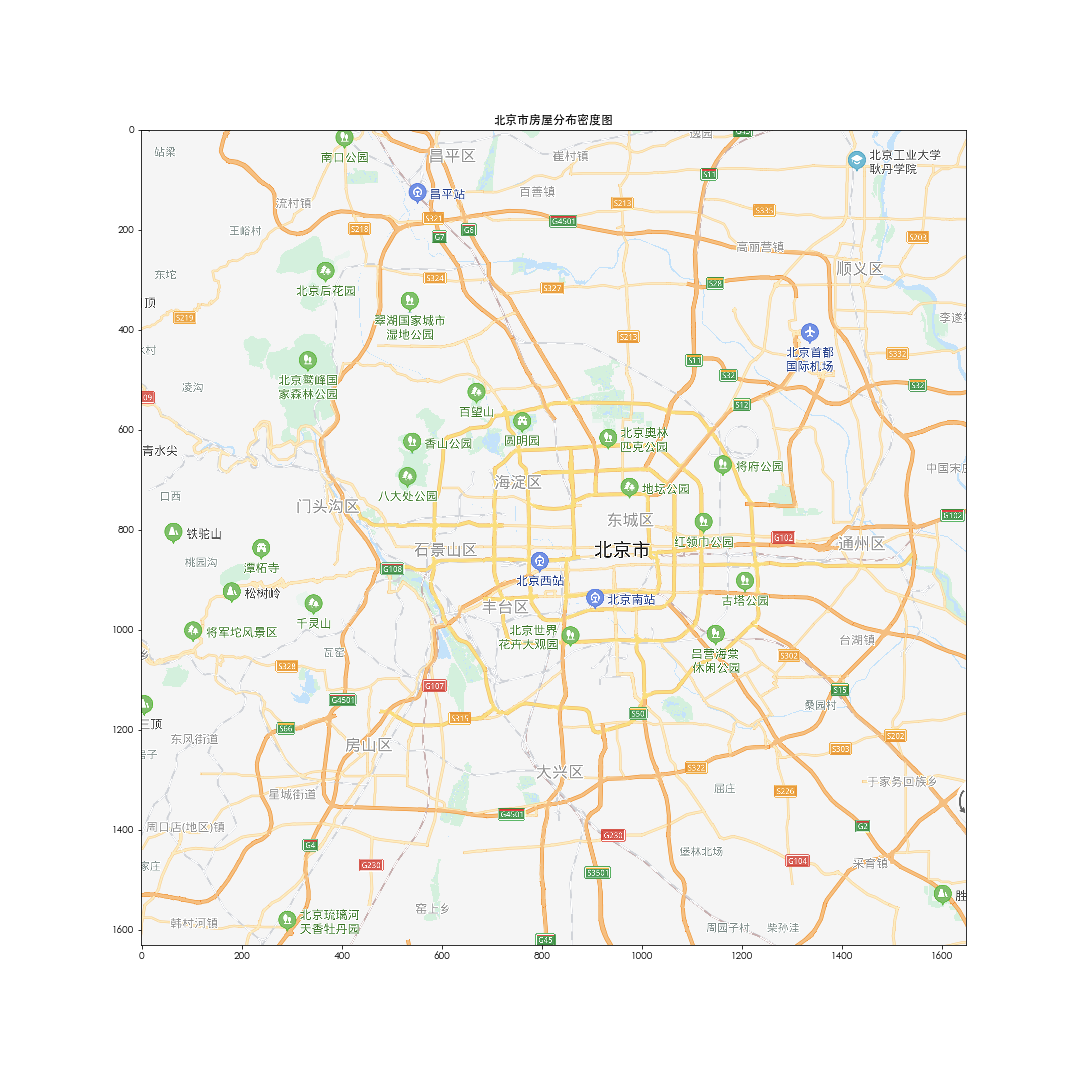 北京市房屋分布密度图
0
200
400
600
800
1000
1200
1400
1600
0
200
400
600
800
1000
1200
1400
1600
逸园
S11
砧梁
南口公园
昌平区
崔村镇
北京工业大学
耿丹学院
昌平站
百善镇
流村镇
S213
S335
S321
G4501
王峪村
S218
G7
G6
S203
高丽营镇
东坨
北京后花园
S324
S327
S28
顺义区
顶
翠湖国家城市
湿地公园
S219
李遂
北京首都
国际机场
S213
S332
北京鹫峰国
家森林公园
S11
S32
凌沟
09
S32
百望山
S12
香山公园
圆明园
北京奥林
匹克公园
青水尖
将府公园
中国宋庄
口西
八大处公园
海淀区
地坛公园
门头沟区
东城区
G102
铁驼山
红领巾公园
G102
通州区
石景山区
北京市
潭柘寺
桃园沟
G108
北京西站
松树岭
古塔公园
千灵山
丰台区
北京南站
将军坨风景区
北京世界
花卉大观园
台湖镇
吕营海棠
休闲公园
瓦窑
S302
S328
G107
S15
G4501
桑园村
S50
S315
三顶
S66
东风街道
房山区
S202
S303
大兴区
S322
于家务回族乡
屈庄
S226
星城街道
G4501
周口店(地区)镇
G2
G230
G4
堡林北场
G104
家庄
G230
采育镇
S3501
胜
窑上乡
韩村河镇
北京琉璃河
天香牡丹园
周园子村
柴孙洼
G45